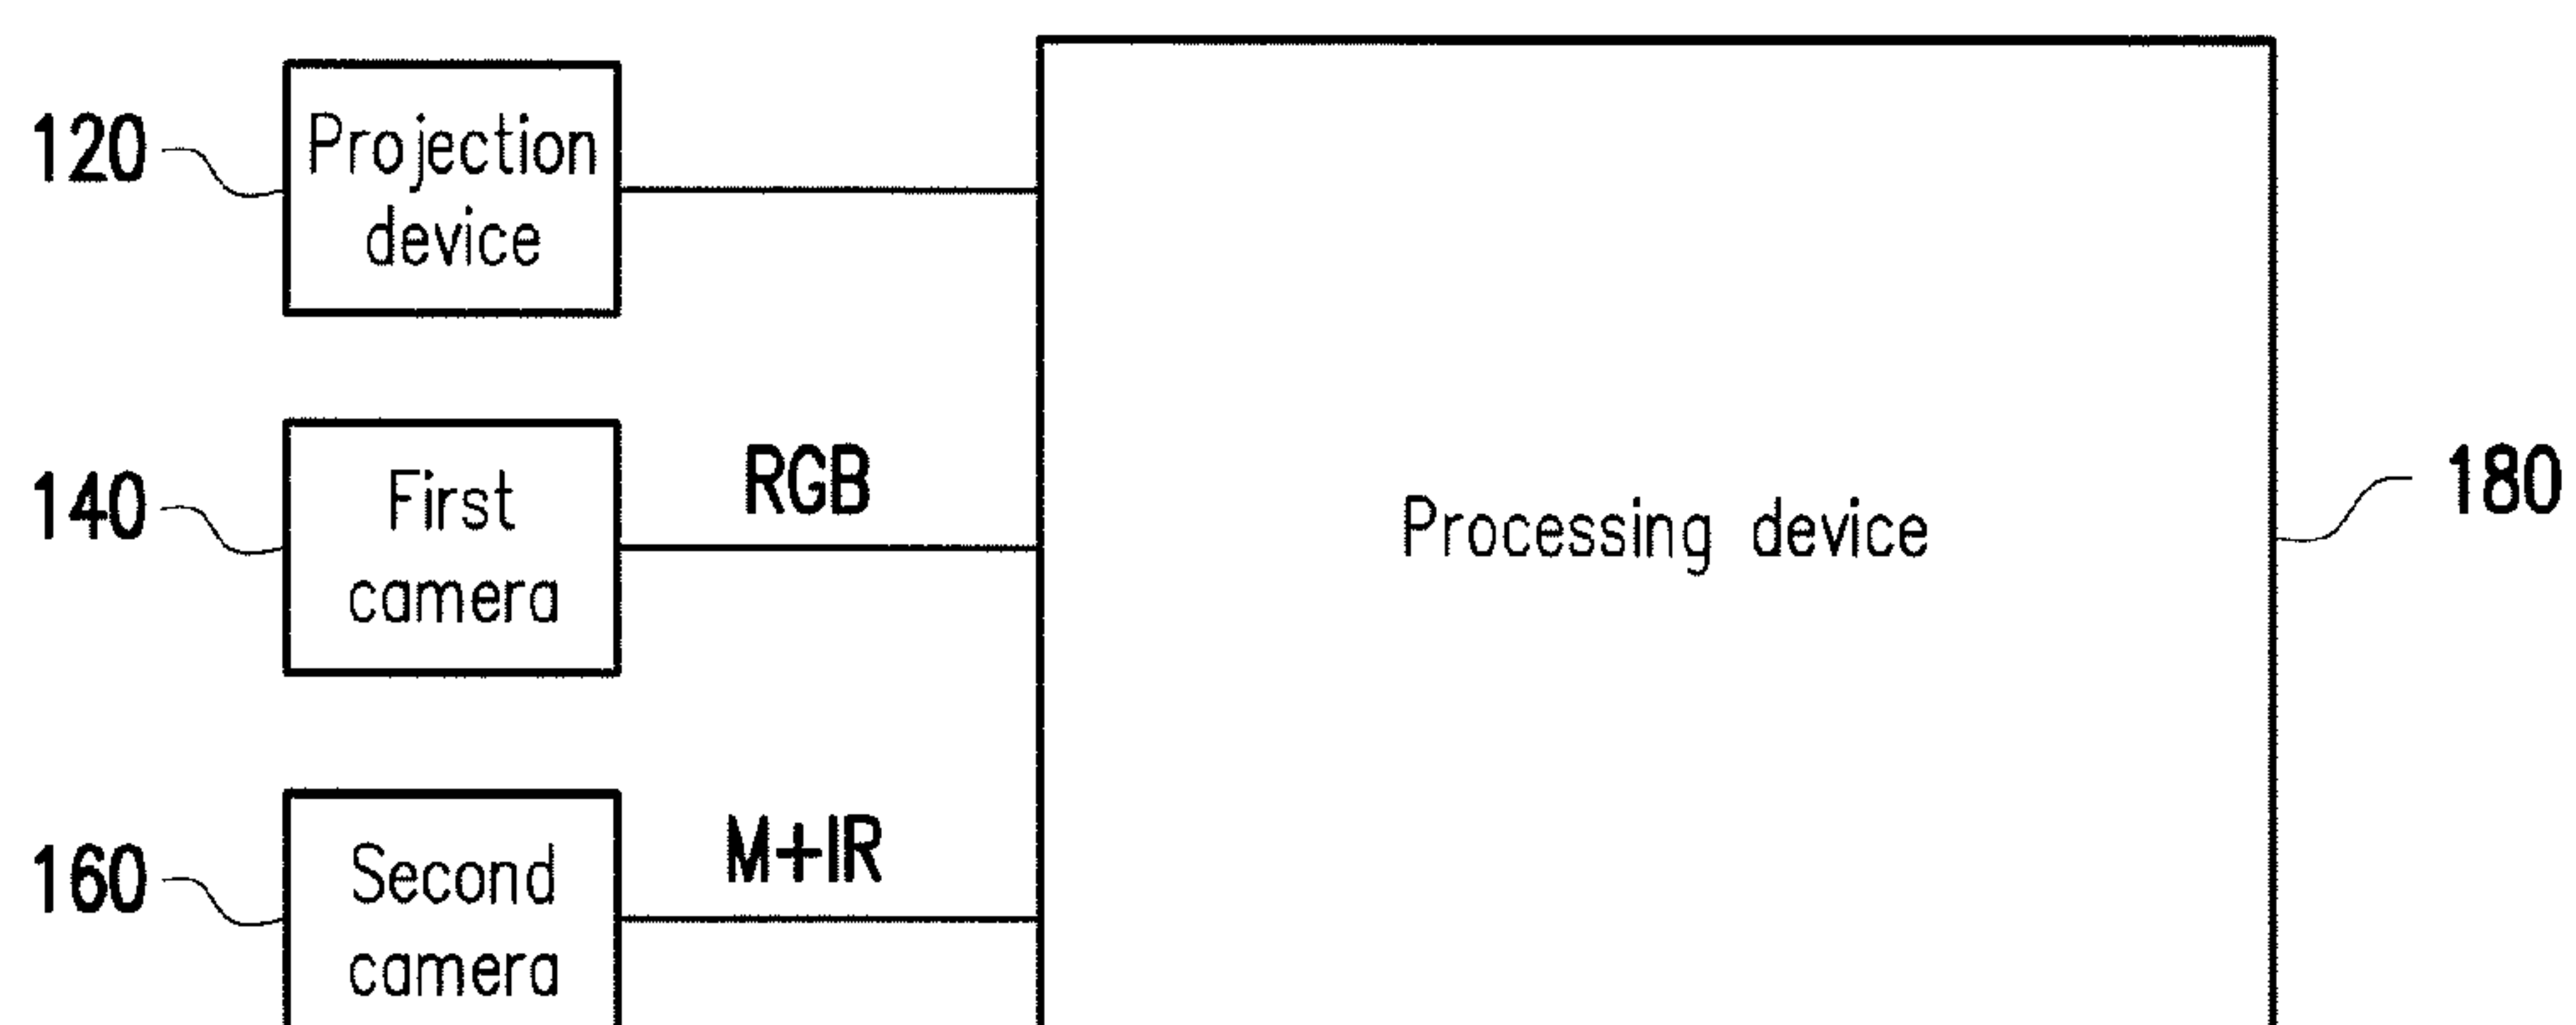 120
Projection
device
140
First
camera
RGB
Processing device
180
160
Second
camera
M+IR